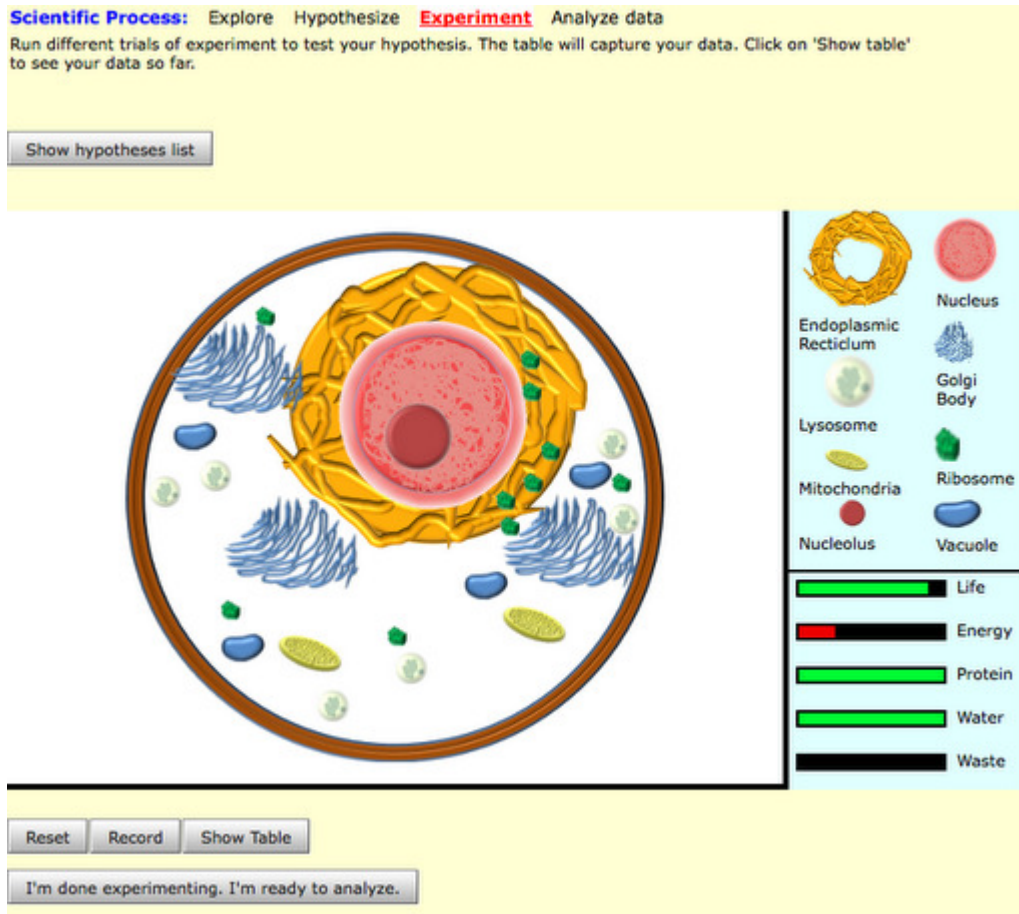 Scientific Process: Explore Hypothesize Experiment Analyze data
Run different trials of experiment to test your hypothesis. The table will capture your data. Click on 'Show table'
to see your data so far.
Show hypotheses list
Endoplasmic
Recticlum
Nucleus
Lysosome
Golgi
Body
Mitochondria
Ribosome
Nucleolus
Vacuole
Life
Energy
Protein
Water
Waste
Reset Record Show Table
I'm done experimenting. I'm ready to analyze.